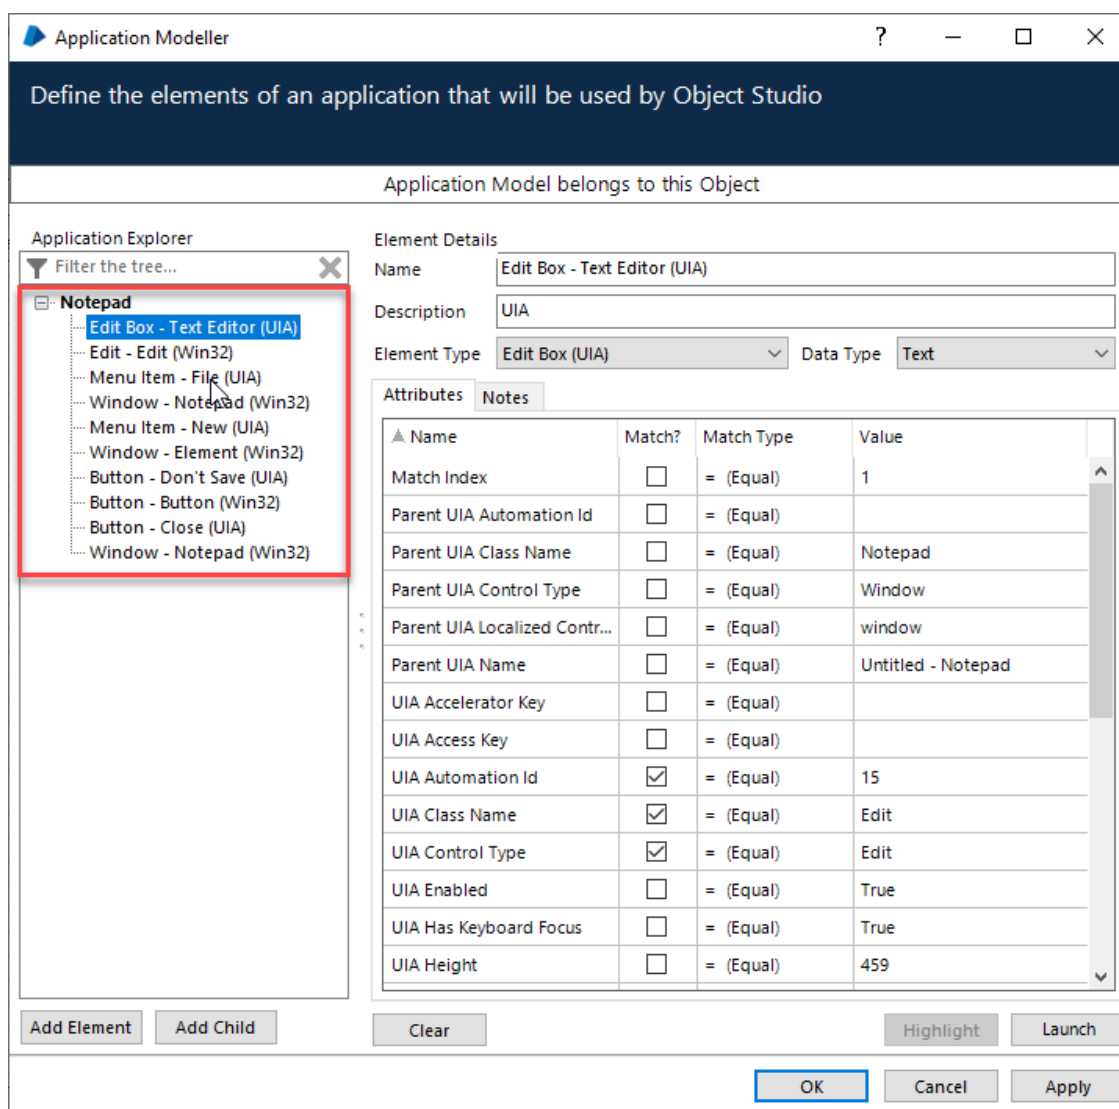 Application Modeller
?
Define the elements of an application that will be used by Object Studio
Application Model belongs to this Object
Application Explorer
Filter the tree...
Notepad
Edit Box - Text Editor (UIA)
Edit - Edit (Win32)
Menu Item - File (UIA)
Window - Notepad (Win32)
Menu Item - New (UIA)
Window - Element (Win32)
Button - Don't Save (UIA)
Button - Button (Win32)
Button - Close (UIA)
Window - Notepad (Win32)
Add Element Add Child
Element Details
Name Edit Box - Text Editor (UIA)
Description UIA
Element Type Edit Box (UIA) Data Type Text
Attributes Notes
Name Match? Match Type Value
Match Index = (Equal) 1
Parent UIA Automation Id = (Equal)
Parent UIA Class Name = (Equal) Notepad
Parent UIA Control Type = (Equal) Window
Parent UIA Localized Contr... = (Equal) window
Parent UIA Name = (Equal) Untitled - Notepad
UIA Accelerator Key = (Equal)
UIA Access Key = (Equal)
UIA Automation Id = (Equal) 15
UIA Class Name = (Equal) Edit
UIA Control Type = (Equal) Edit
UIA Enabled = (Equal) True
UIA Has Keyboard Focus = (Equal) True
UIA Height = (Equal) 459
Clear Highlight Launch
OK Cancel Apply